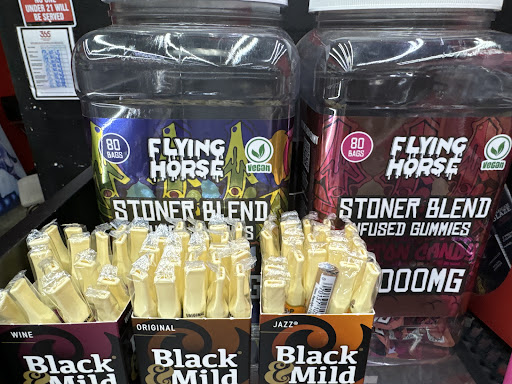 UNDER 21 WILL
BE SERVED
365
80
BAGS
FLYING
HORSE
vegan
STONER BLEND
80
BAGS
FLYING
HORSE
vegan
STONER BLEND
INFUSED GUMMIES
000MG
WINE
Black
& Mild
ORIGINAL
Black
& Mild
JAZZ®
Black
& Mild